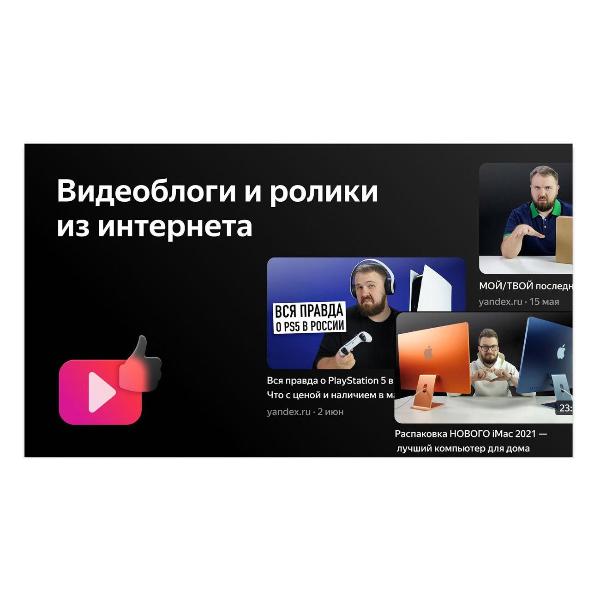 Видеоблоги и ролики
из интернета
МОЙ/ТВОЙ
yandex.ru · 15 мая
ВСЯ ПРАВДА
О PS5 В РОССИИ
Вся правда о PlayStation 5 в
Что с ценой и наличием в
yandex.ru · 2 июн
23:
Распаковка НОВОГО iMac 2021 —
лучший компьютер для дома